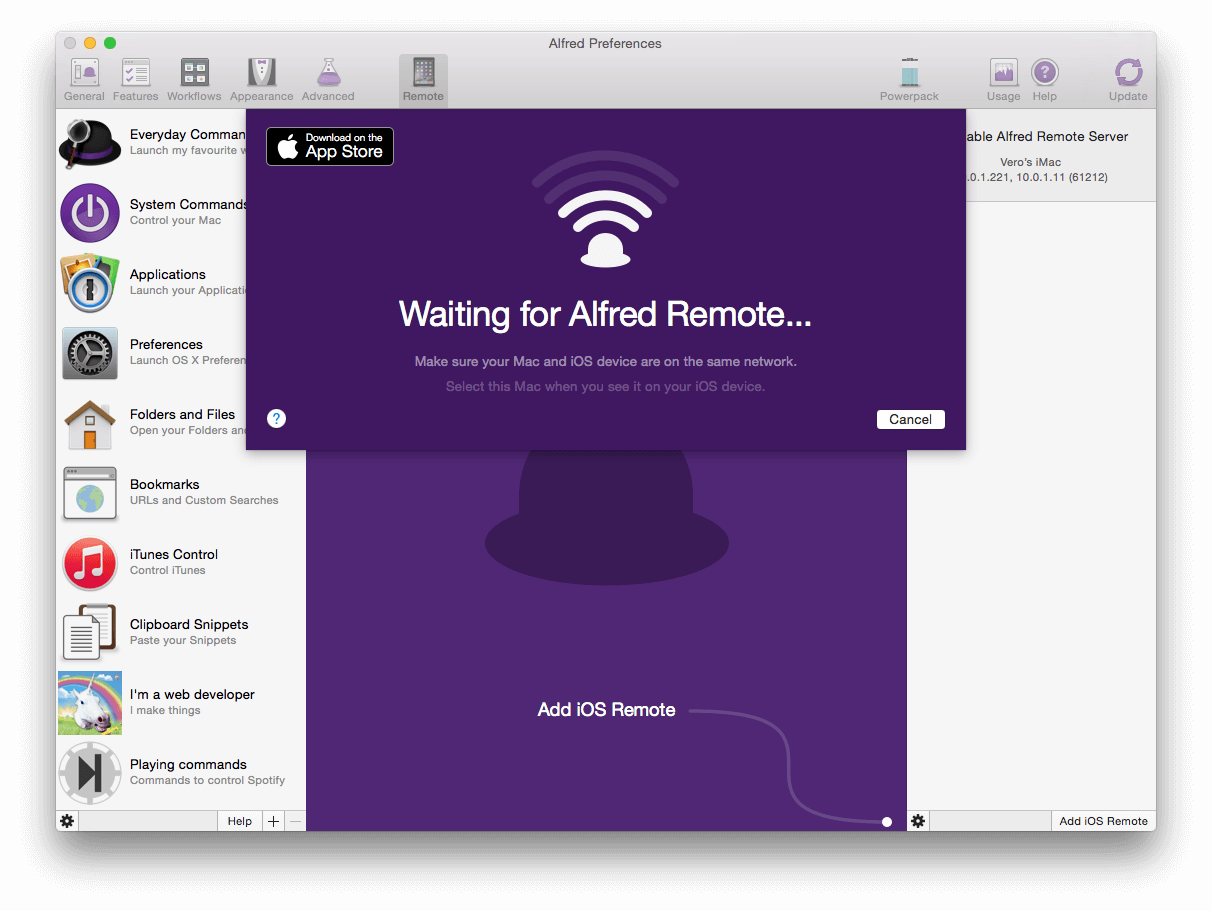 Alfred Preferences
General
Features
Workflows
Appearance
Advanced
Remote
Powerpack
Usage
Help
Update
Everyday Comman
Launch my favourite w
System Commands
Control your Mac
Applications
Launch your Applicati
Preferences
Launch OS X Preferen
Folders and Files
Open your Folders an
Bookmarks
URLs and Custom Searches
iTunes Control
Control iTunes
Clipboard Snippets
Paste your Snippets
I'm a web developer
I make things
Playing commands
Commands to control Spotify
Help
Download on the
App Store
Waiting for Alfred Remote...
Make sure your Mac and iOS device are on the same network.
Select this Mac when you see it on your iOS device.
?
Cancel
Add iOS Remote
able Alfred Remote Server
Vero's iMac
.0.1.221, 10.0.1.11 (61212)
Add iOS Remote